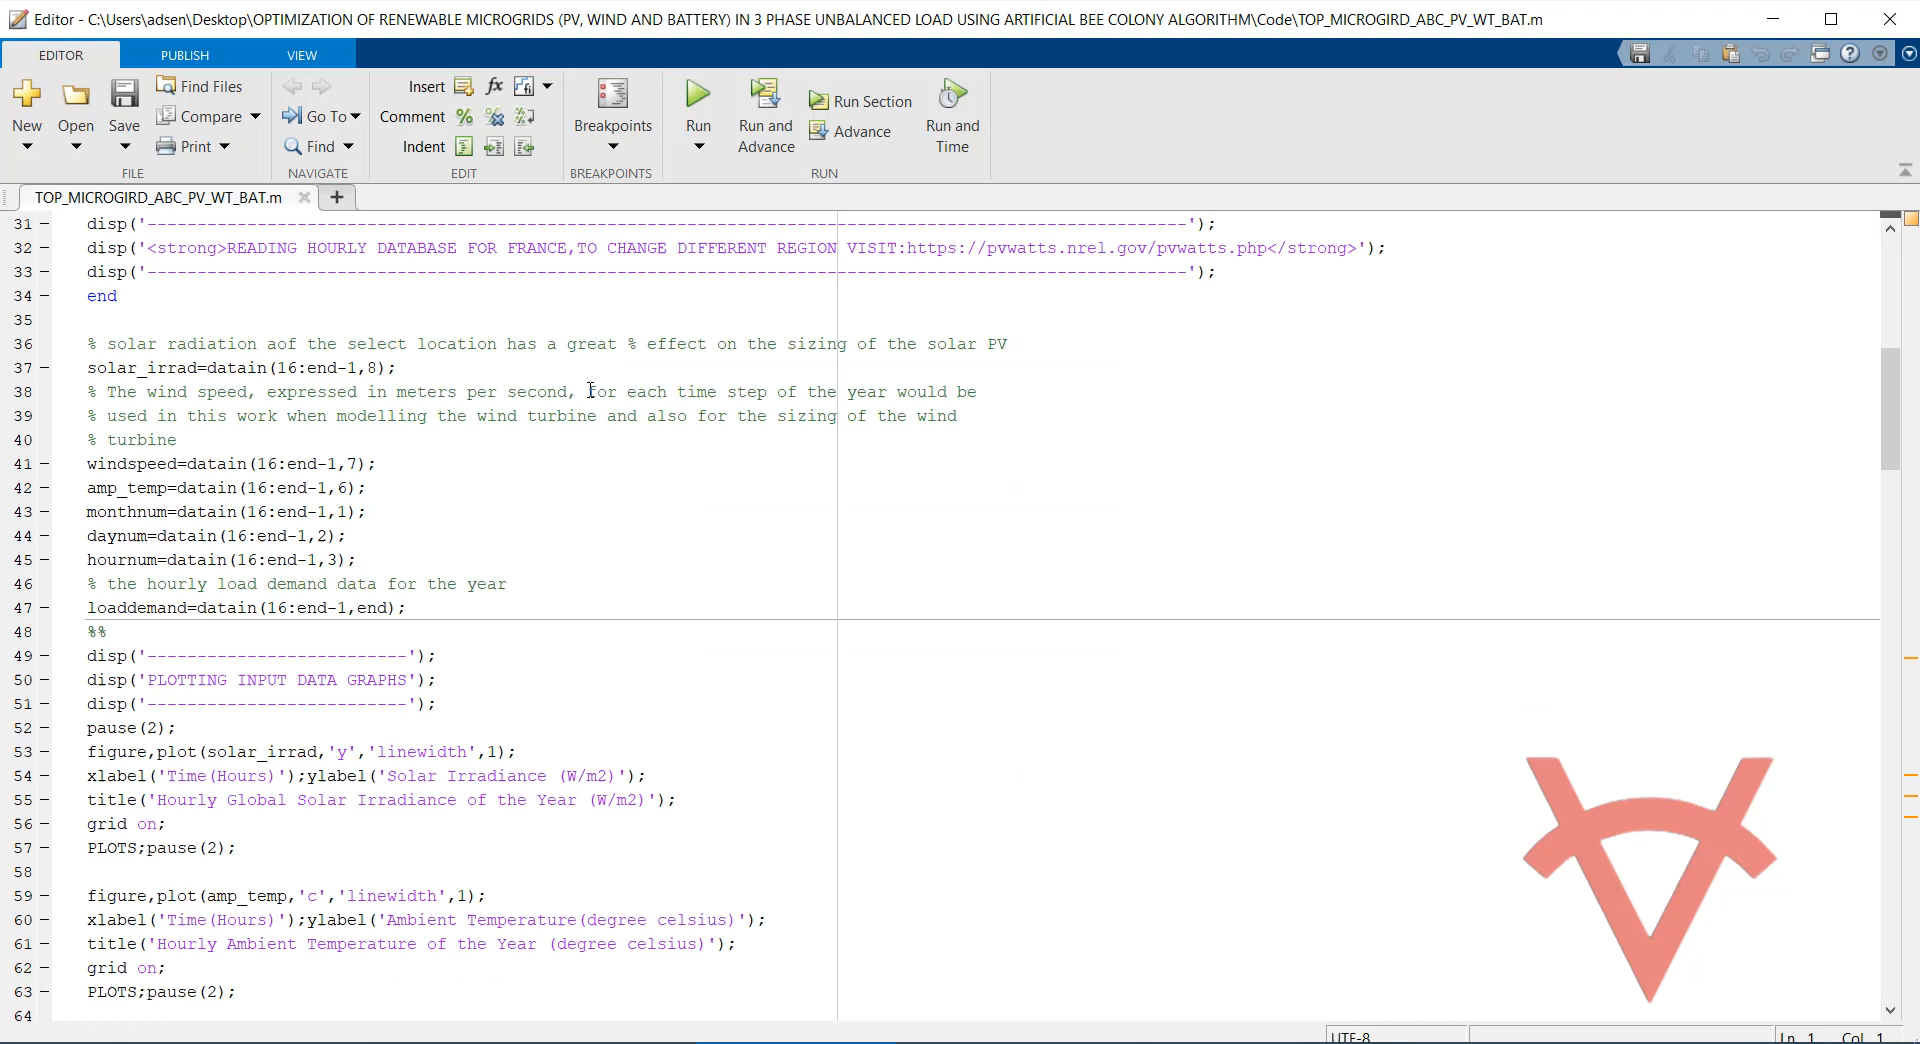 Editor - C:\Users\adsen\Desktop\OPTIMIZATION OF RENEWABLE MICROGRIDS (PV, WIND AND BATTERY) IN 3 PHASE UNBALANCED LOAD USING ARTIFICIAL BEE COLONY ALGORITHM\Code\TOP_MICROGIRD_ABC_PV_WT_BAT.m
EDITOR PUBLISH VIEW
New Open Save Find Files Compare Print
Go To Find
Insert Comment Indent
Breakpoints
Run Run and Advance Run Section Advance Run and Time
FILE NAVIGATE EDIT BREAKPOINTS RUN
TOP_MICROGIRD_ABC_PV_WT_BAT.m
31 disp('--------------------------------------------------------------------------------------------------------');
32 disp('<strong>READING HOURLY DATABASE FOR FRANCE,TO CHANGE DIFFERENT REGION VISIT:https://pvwatts.nrel.gov/pvwatts.php</strong>');
33 disp('--------------------------------------------------------------------------------------------------------');
34 end
35
36 % solar radiation aof the select location has a great % effect on the sizing of the solar PV
37 solar_irrad=datain(16:end-1,8);
38 % The wind speed, expressed in meters per second, for each time step of the year would be
39 % used in this work when modelling the wind turbine and also for the sizing of the wind
40 % turbine
41 windspeed=datain(16:end-1,7);
42 amp_temp=datain(16:end-1,6);
43 monthnum=datain(16:end-1,1);
44 daynum=datain(16:end-1,2);
45 hournum=datain(16:end-1,3);
46 % the hourly load demand data for the year
47 loaddemand=datain(16:end-1,end);
48 %%
49 disp('--------------------------');
50 disp('PLOTTING INPUT DATA GRAPHS');
51 disp('--------------------------');
52 pause(2);
53 figure,plot(solar_irrad,'y','linewidth',1);
54 xlabel('Time(Hours)');ylabel('Solar Irradiance (W/m2)');
55 title('Hourly Global Solar Irradiance of the Year (W/m2)');
56 grid on;
57 PLOTS;pause(2);
58
59 figure,plot(amp_temp,'c','linewidth',1);
60 xlabel('Time(Hours)');ylabel('Ambient Temperature(degree celsius)');
61 title('Hourly Ambient Temperature of the Year (degree celsius)');
62 grid on;
63 PLOTS;pause(2);
64
UTF-8 Ln 1 Col 1